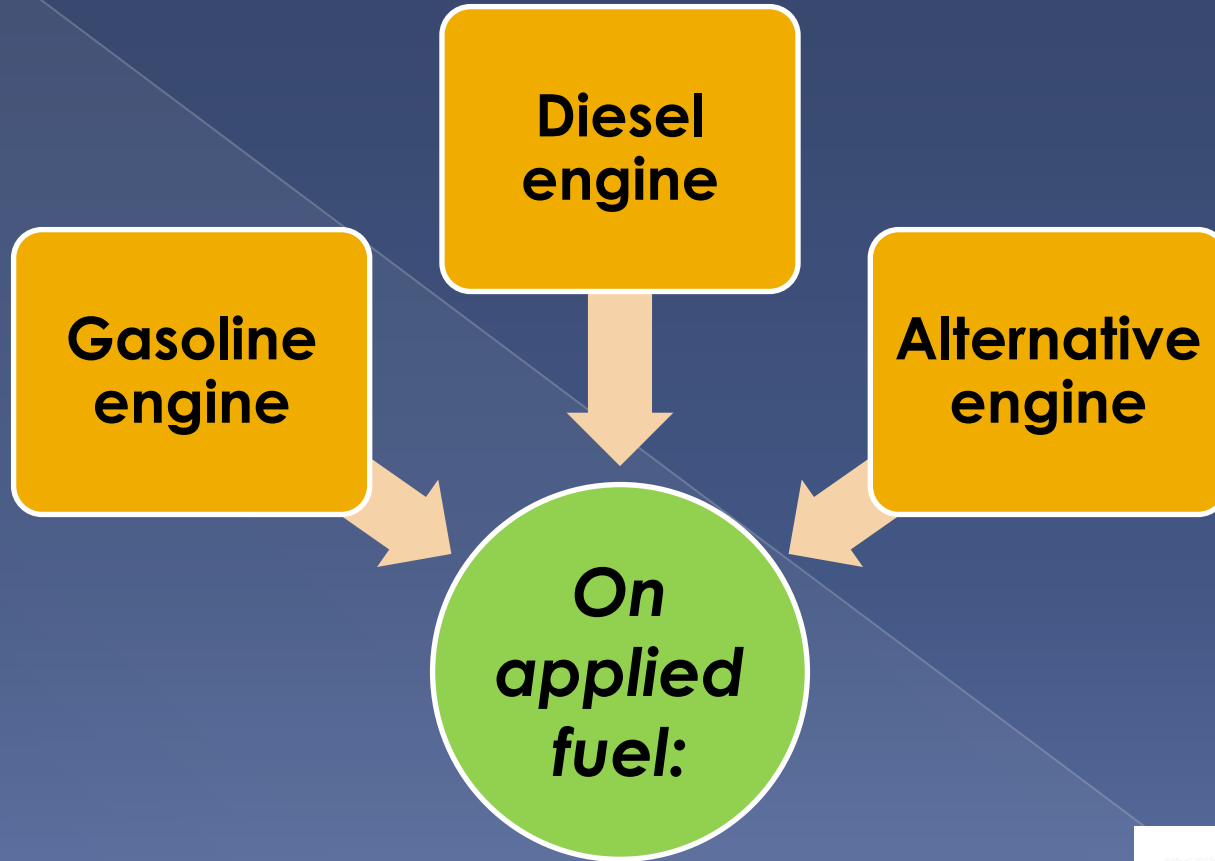 Diesel
engine
Gasoline
engine
Alternative
engine
On
applied
fuel: